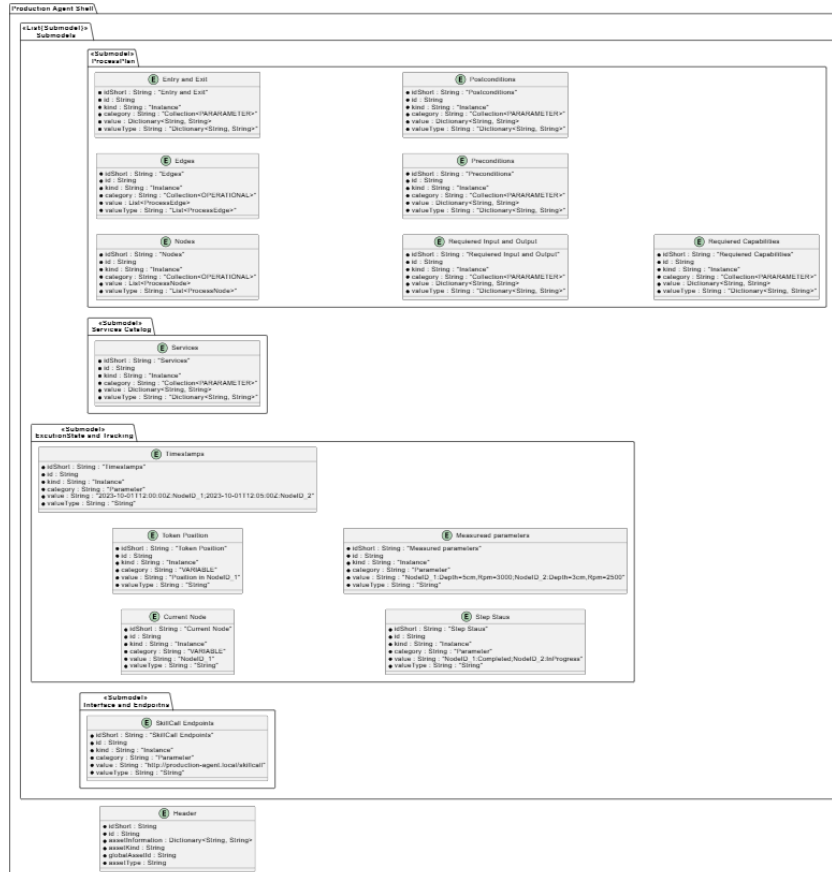 Production Agent Shell
«List{Submodel}»
Submodels
«Submodel»
ProcessPlan
E Entry and Exit
idShort : String : "Entry and Exit"
id : String
kind : String : "Instance"
category : String : "Collection<PARARAMETER>"
value : Dictionary<String, String>
valueType : String : "Dictionary<String, String>"
E Postconditions
idShort : String : "Postconditions"
id : String
kind : String : "Instance"
category : String : "Collection<PARARAMETER>"
value : Dictionary<String, String>
valueType : String : "Dictionary<String, String>"
E Edges
idShort : String : "Edges"
id : String
kind : String : "Instance"
category : String : "Collection<OPERATIONAL>"
value : List<ProcessEdge>
valueType : String : "List<ProcessEdge>"
E Preconditions
idShort : String : "Preconditions"
id : String
kind : String : "Instance"
category : String : "Collection<PARARAMETER>"
value : Dictionary<String, String>
valueType : String : "Dictionary<String, String>"
E Nodes
idShort : String : "Nodes"
id : String
kind : String : "Instance"
category : String : "Collection<OPERATIONAL>"
value : List<ProcessNode>
valueType : String : "List<ProcessNode>"
E Requiered Input and Output
idShort : String : "Requiered Input and Output"
id : String
kind : String : "Instance"
category : String : "Collection<PARARAMETER>"
value : Dictionary<String, String>
valueType : String : "Dictionary<String, String>"
E Requiered Capabilities
idShort : String : "Requiered Capabilities"
id : String
kind : String : "Instance"
category : String : "Collection<PARARAMETER>"
value : Dictionary<String, String>
valueType : String : "Dictionary<String, String>"
«Submodel»
Services Catalog
E Services
idShort : String : "Services"
id : String
kind : String : "Instance"
category : String : "Collection<PARARAMETER>"
value : Dictionary<String, String>
valueType : String : "Dictionary<String, String>"
«Submodel»
ExcutionState and Tracking
E Timestamps
idShort : String : "Timestamps"
id : String
kind : String : "Instance"
category : String : "Parameter"
value : String : "2023-10-01T12:00:00Z:NodeID_1;2023-10-01T12:05:00Z:NodeID_2"
valueType : String : "String"
E Token Position
idShort : String : "Token Position"
id : String
kind : String : "Instance"
category : String : "VARIABLE"
value : String : "Position in NodeID_1"
valueType : String : "String"
E Measuread parameters
idShort : String : "Measured parameters"
id : String
kind : String : "Instance"
category : String : "Parameter"
value : String : "NodeID_1:Depth=5cm,Rpm=3000;NodeID_2:Depth=3cm,Rpm=2500"
valueType : String : "String"
E Current Node
idShort : String : "Current Node"
id : String
kind : String : "Instance"
category : String : "VARIABLE"
value : String : "NodeID_1"
valueType : String : "String"
E Step Staus
idShort : String : "Step Staus"
id : String
kind : String : "Instance"
category : String : "Parameter"
value : String : "NodeID_1:Completed;NodeID_2:InProgress"
valueType : String : "String"
«Submodel»
Interface and Endpoitns
E SkillCall Endpoints
idShort : String : "SkillCall Endpoints"
id : String
kind : String : "Instance"
category : String : "Parameter"
value : String : "http://production-agent.local/skillcall"
valueType : String : "String"
E Header
idShort : String
id : String
assetInformation : Dictionary<String, String>
assetKind : String
globalAssetId : String
assetType : String